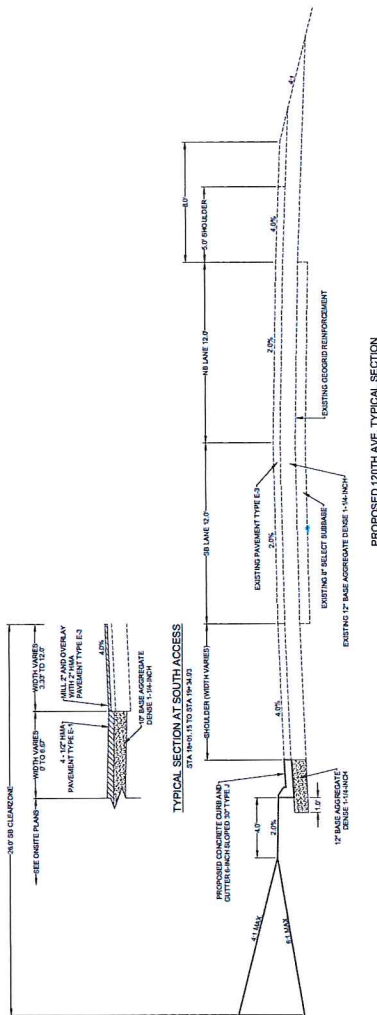 26.0' SB CLEARZONE
SEE ONSITE PLANS
WIDTH VARIES
0' TO 6.67'
WIDTH VARIES
3.33' TO 12.0'
4 - 1/2" HMA
PAVEMENT TYPE E-1
MILL 2" AND OVERLAY
WITH 2" HMA
PAVEMENT TYPE E-3
4.0%
10" BASE AGGREGATE
DENSE 1-1/4-INCH
TYPICAL SECTION AT SOUTH ACCESS
STA 18+01.15 TO STA 19+34.93
SHOULDER (WIDTH VARIES)
SB LANE 12.0'
NB LANE 12.0'
5.0' SHOULDER
8.0'
PROPOSED CONCRETE CURB AND
GUTTER 6-INCH SLOPED 30" TYPE J
EXISTING PAVEMENT TYPE E-3
4.0'
2.0%
4.0%
2.0%
2.0%
4.0%
4:1
4:1 MAX
6:1 MAX
1.0'
12" BASE AGGREGATE
DENSE 1-1/4-INCH
EXISTING 8" SELECT SUBBASE
EXISTING 12" BASE AGGREGATE DENSE 1-1/4-INCH
EXISTING GEOGRID REINFORCEMENT
PROPOSED 120TH AVE. TYPICAL SECTION